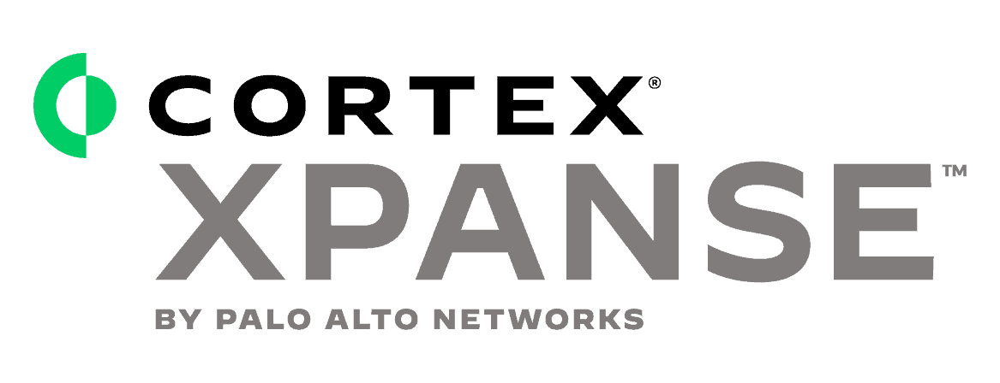 CORTEX®
XPANSE™
BY PALO ALTO NETWORKS